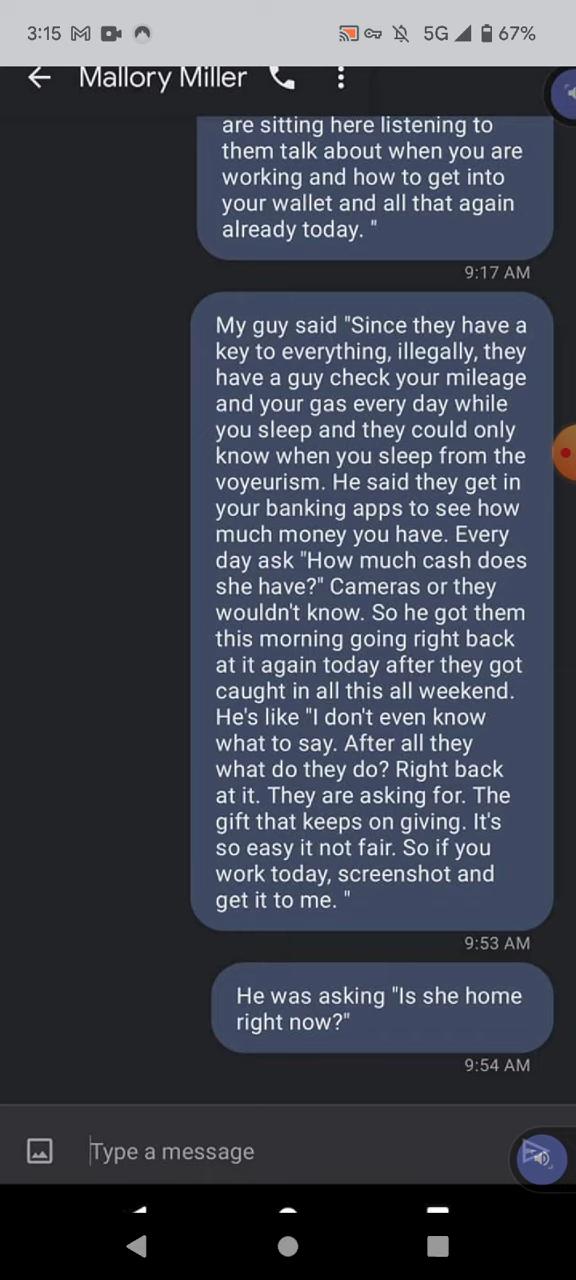 3:15 5G 67%
Mallory Miller
are sitting here listening to
them talk about when you are
working and how to get into
your wallet and all that again
already today. "
9:17 AM
My guy said "Since they have a
key to everything, illegally, they
have a guy check your mileage
and your gas every day while
you sleep and they could only
know when you sleep from the
voyeurism. He said they get in
your banking apps to see how
much money you have. Every
day ask "How much cash does
she have?" Cameras or they
wouldn't know. So he got them
this morning going right back
at it again today after they got
caught in all this all weekend.
He's like "I don't even know
what to say. After all they
what do they do? Right back
at it. They are asking for. The
gift that keeps on giving. It's
so easy it not fair. So if you
work today, screenshot and
get it to me. "
9:53 AM
He was asking "Is she home
right now?"
9:54 AM
Type a message